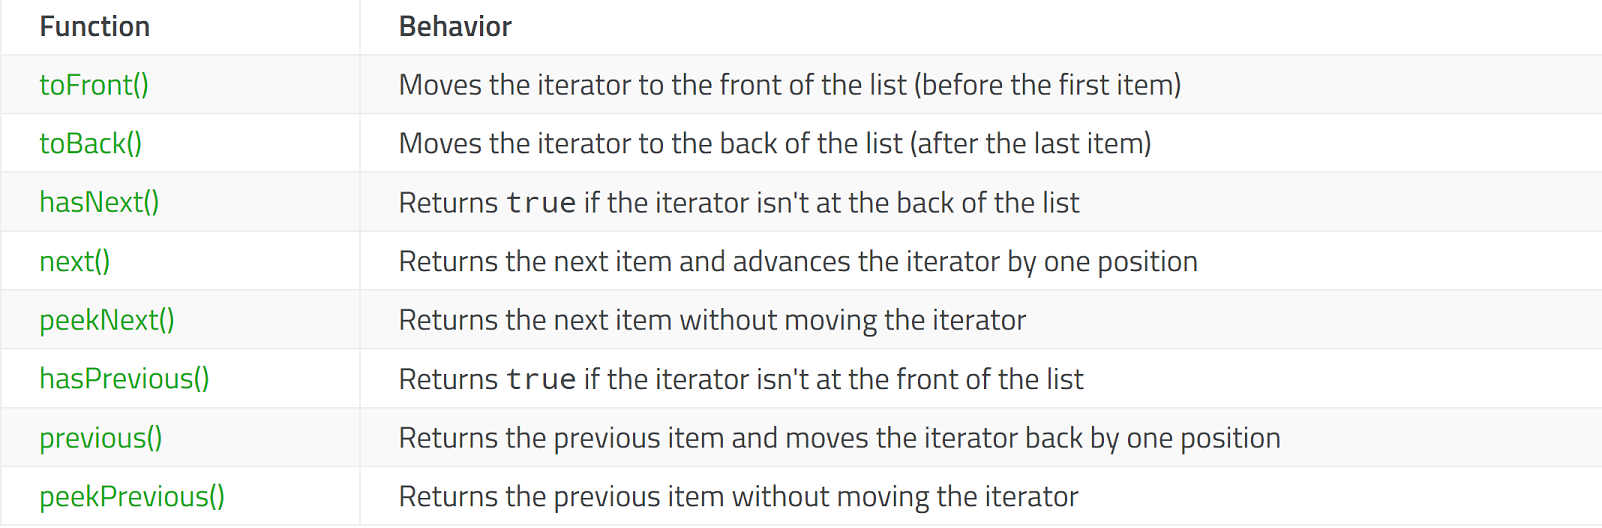 Function Behavior
toFront() Moves the iterator to the front of the list (before the first item)
toBack() Moves the iterator to the back of the list (after the last item)
hasNext() Returns true if the iterator isn't at the back of the list
next() Returns the next item and advances the iterator by one position
peekNext() Returns the next item without moving the iterator
hasPrevious() Returns true if the iterator isn't at the front of the list
previous() Returns the previous item and moves the iterator back by one position
peekPrevious() Returns the previous item without moving the iterator